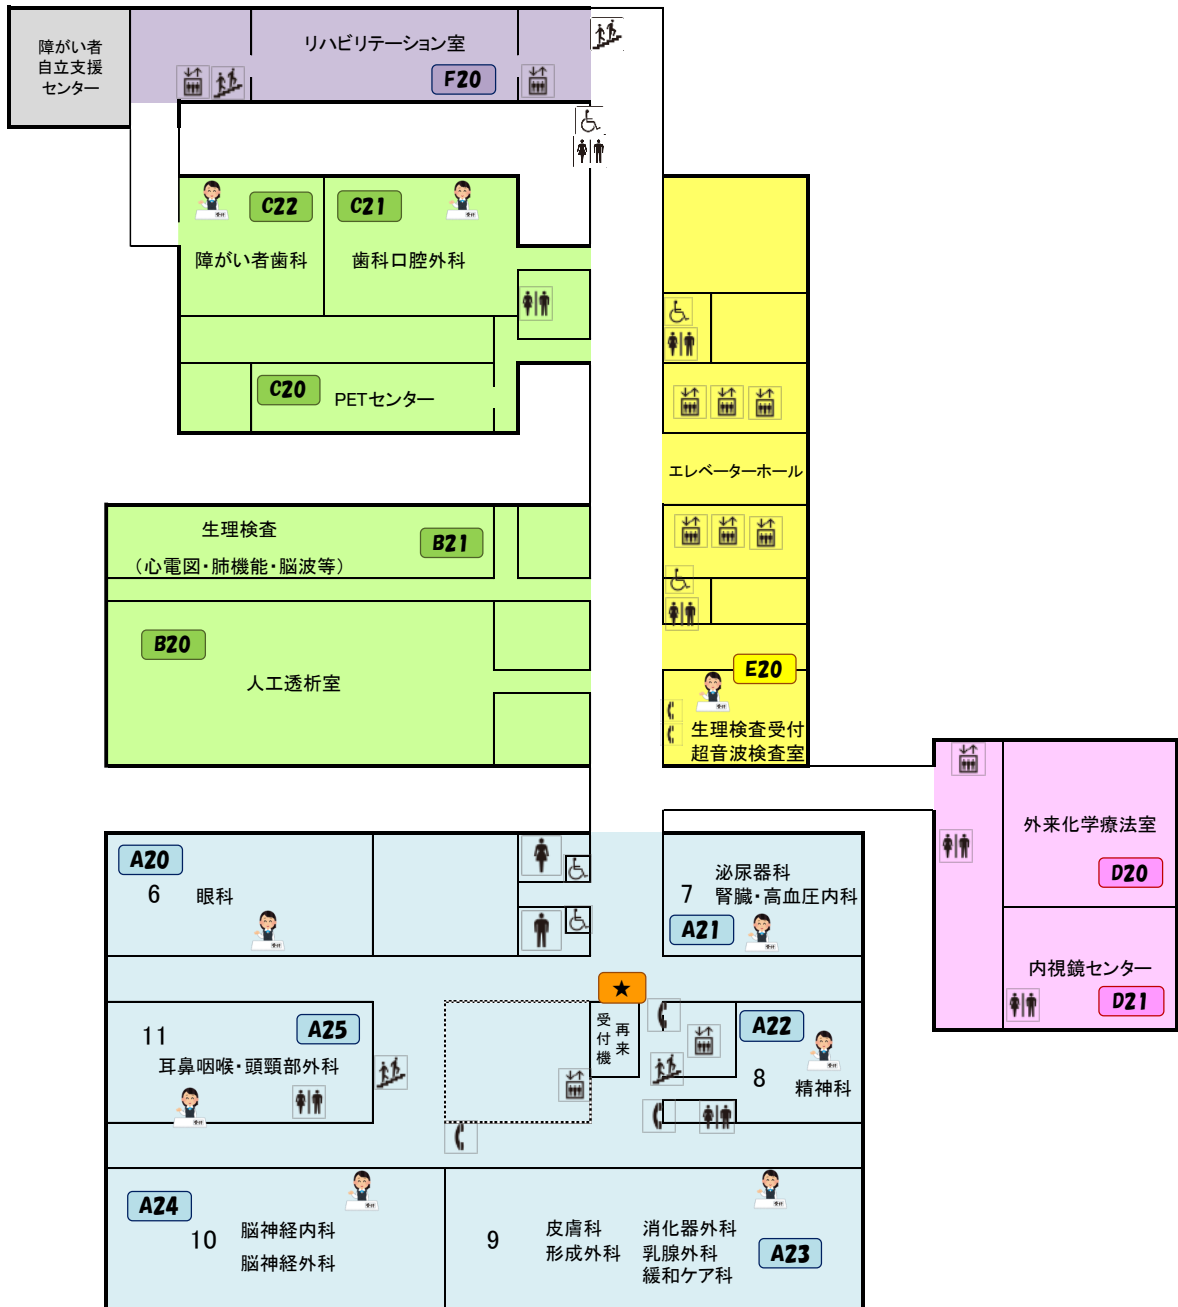 障がい者
自立支援
センター
リハビリテーション室
F20
C22
C21
障がい者歯科
歯科口腔外科
C20
PETセンター
エレベーターホール
生理検査
（心電図・肺機能・脳波等）
B21
B20
人工透析室
E20
受付
生理検査受付
超音波検査室
外来化学療法室
D20
内視鏡センター
D21
A20
6 眼科
7
泌尿器科
腎臓・高血圧内科
A21
★
再来
受付機
A22
8
精神科
11
A25
耳鼻咽喉・頭頸部外科
A24
10
脳神経内科
脳神経外科
9
皮膚科 消化器外科
形成外科 乳腺外科
緩和ケア科
A23